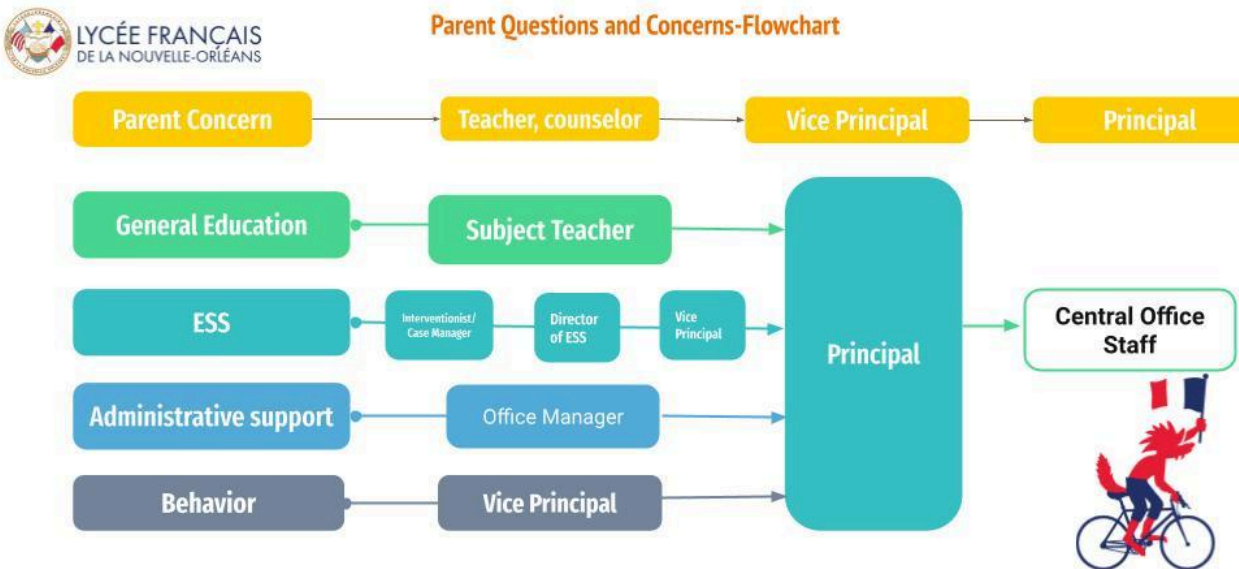 LYCÉE FRANÇAIS
DE LA NOUVELLE-ORLÉANS
Parent Questions and Concerns-Flowchart
Parent Concern
Teacher, counselor
Vice Principal
Principal
General Education
Subject Teacher
ESS
Interventionist/
Case Manager
Director
of ESS
Vice
Principal
Principal
Central Office
Staff
Administrative support
Office Manager
Behavior
Vice Principal